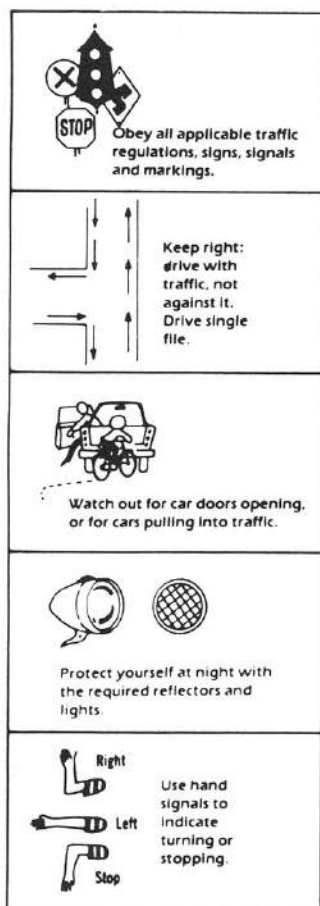 STOP
Obey all applicable traffic
regulations, signs, signals
and markings.
Keep right:
drive with
traffic, not
against it.
Drive single
file.
Watch out for car doors opening,
or for cars pulling into traffic.
Protect yourself at night with
the required reflectors and
lights.
Right
Left
Stop
Use hand
signals to
indicate
turning or
stopping.